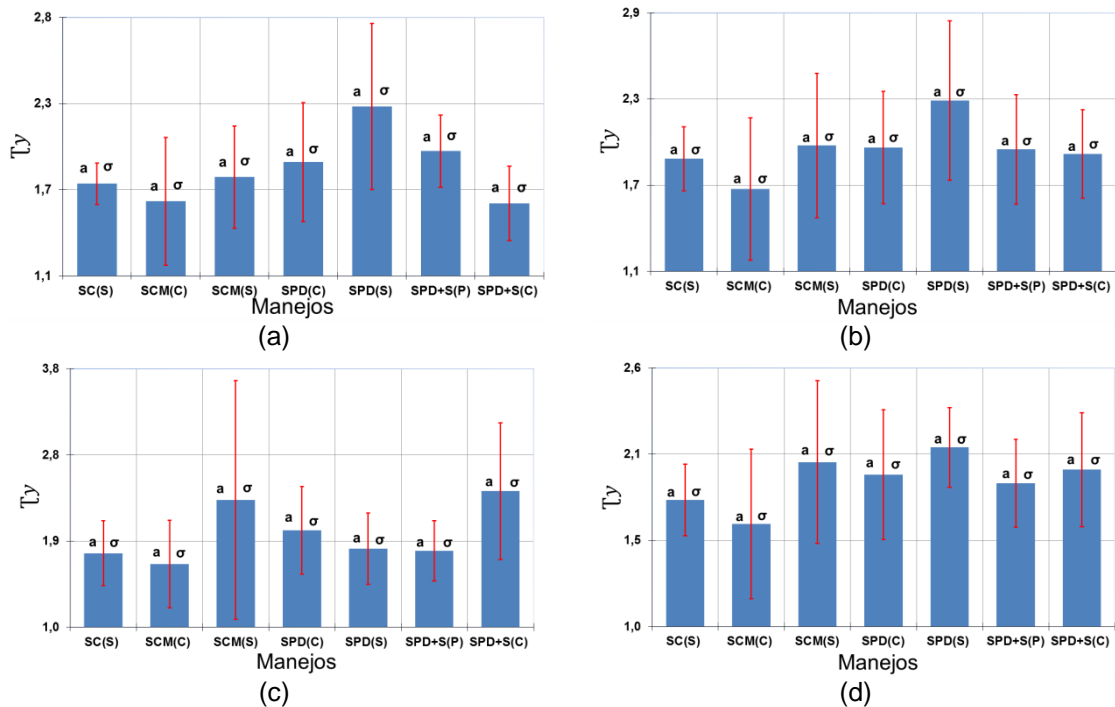 2,8
2,3
1,7
1,1
𝔗y
a σ a σ a σ a σ a σ a σ a σ
SC(S) SCM(C) SCM(S) SPD(C) SPD(S) SPD+S(P) SPD+S(C)
Manejos
(a)
2,9
2,3
1,7
1,1
𝔗y
a σ a σ a σ a σ a σ a σ a σ
SC(S) SCM(C) SCM(S) SPD(C) SPD(S) SPD+S(P) SPD+S(C)
Manejos
(b)
3,8
2,8
1,9
1,0
𝔗y
a σ a σ a σ a σ a σ a σ a σ
SC(S) SCM(C) SCM(S) SPD(C) SPD(S) SPD+S(P) SPD+S(C)
Manejos
(c)
2,6
2,1
1,5
1,0
𝔗y
a σ a σ a σ a σ a σ a σ a σ
SC(S) SCM(C) SCM(S) SPD(C) SPD(S) SPD+S(P) SPD+S(C)
Manejos
(d)